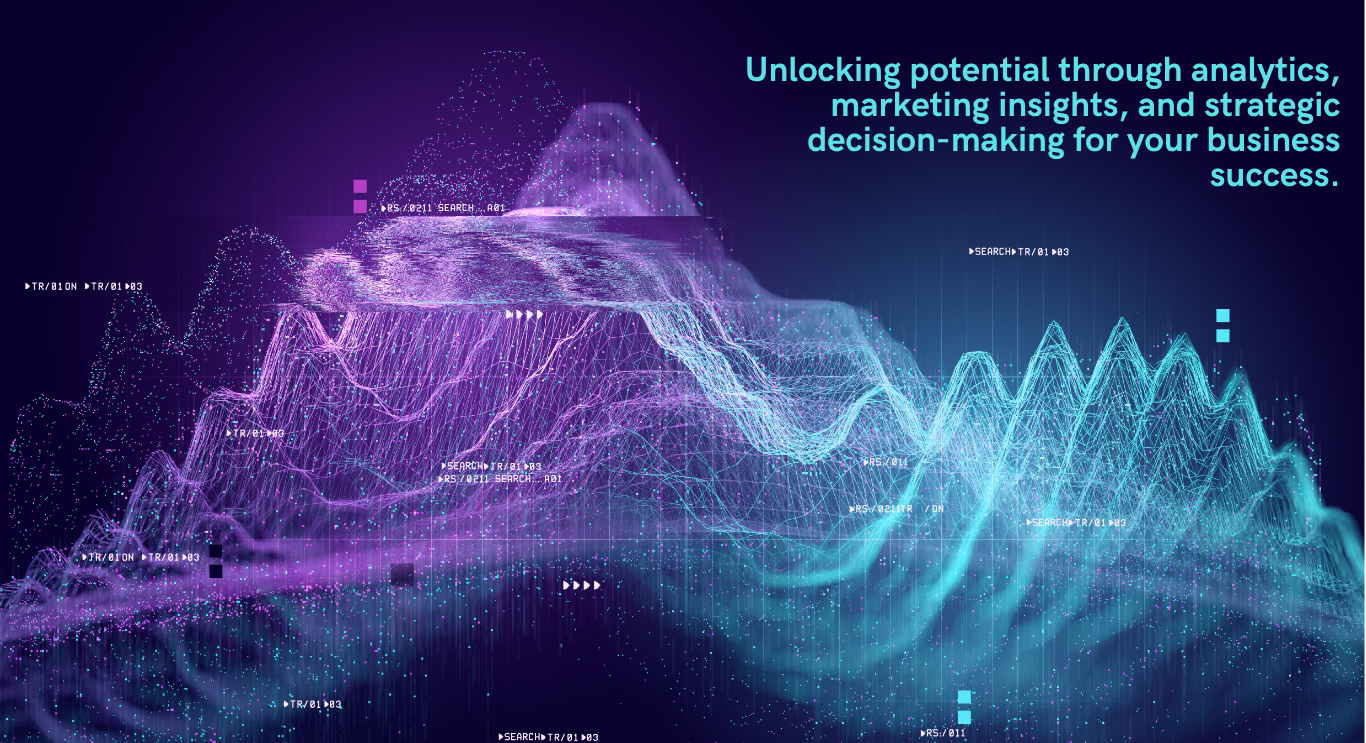 Unlocking potential through analytics,
marketing insights, and strategic
decision-making for your business
success.
RS:/0211 SEARCH:..A01
SEARCH TR/01 03
TR/01ON TR/01 03
TR/01 03
SEARCH TR/01 03
RS:/011
RS:/0211 SEARCH:..A01
RS:/0211TR /ON
SEARCH TR/01 03
TR/01ON TR/01 03
TR/01 03
RS:/011
SEARCH TR/01 03